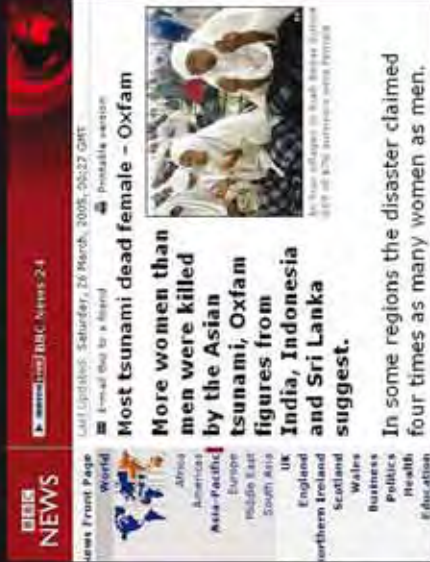 BBC
NEWS
BBC News 24
Last Updated: Saturday, 26 March, 2005, 00:27 GMT
E-mail this to a friend
Printable version
Most tsunami dead female - Oxfam
More women than
men were killed
by the Asian
tsunami, Oxfam
figures from
India, Indonesia
and Sri Lanka
suggest.
In some regions the disaster claimed
four times as many women as men.
News Front Page
World
Africa
Americas
Asia-Pacific
Europe
Middle East
South Asia
UK
England
Northern Ireland
Scotland
Wales
Business
Politics
Health
Education